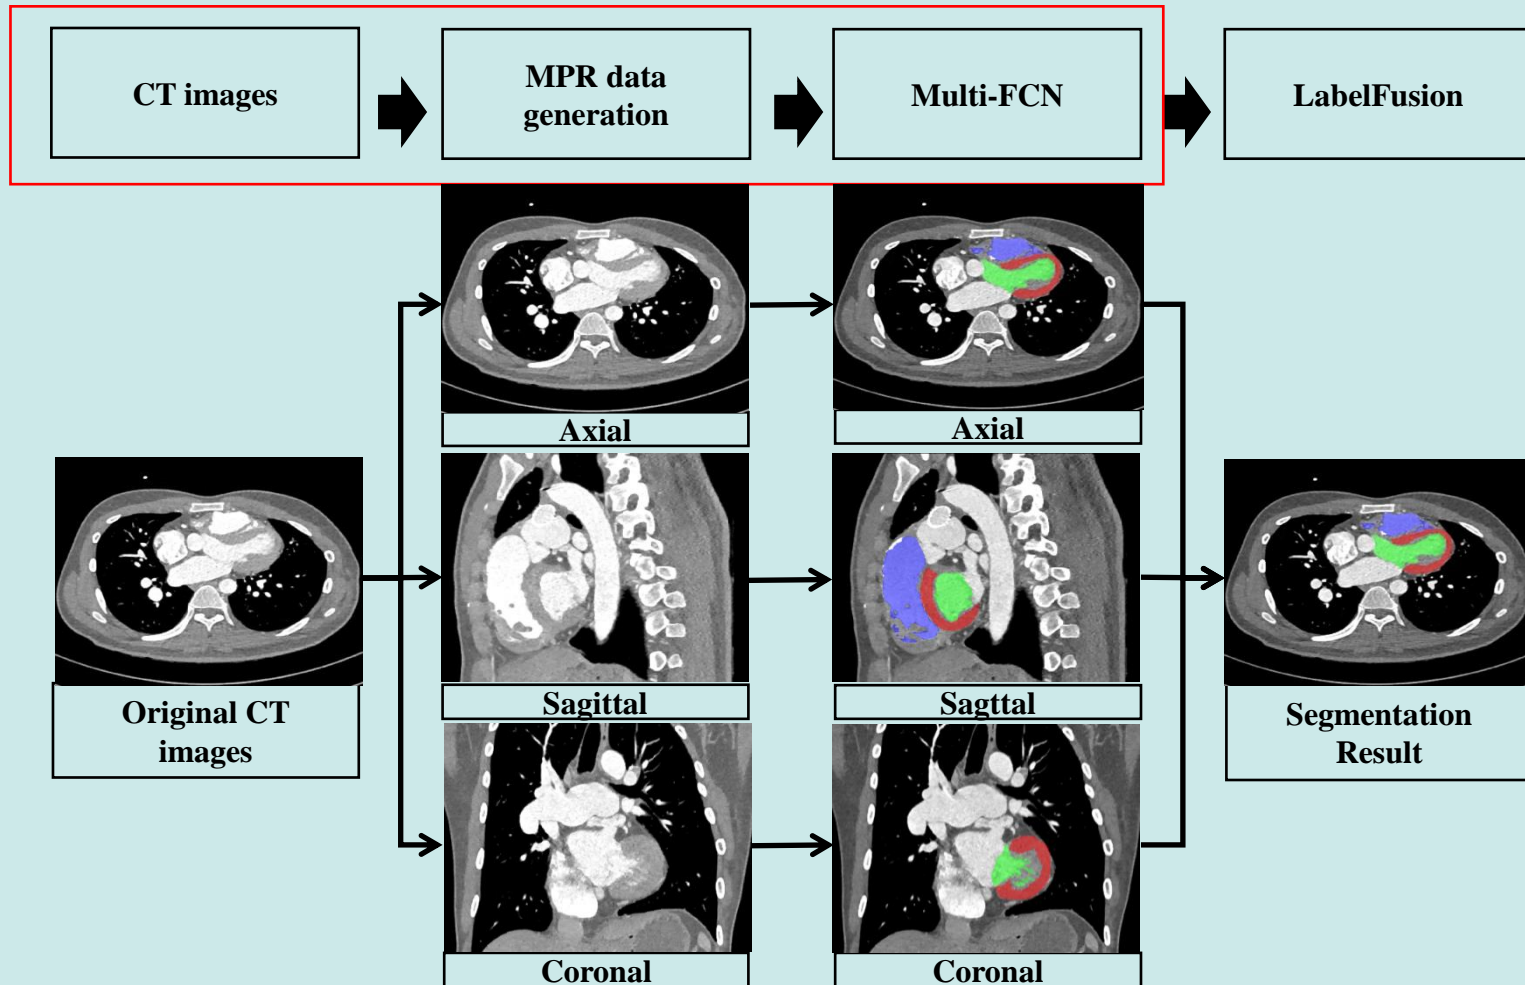 CT images
MPR data
generation
Multi-FCN
LabelFusion
Axial
Axial
Sagittal
Sagttal
Original CT
images
Segmentation
Result
Coronal
Coronal